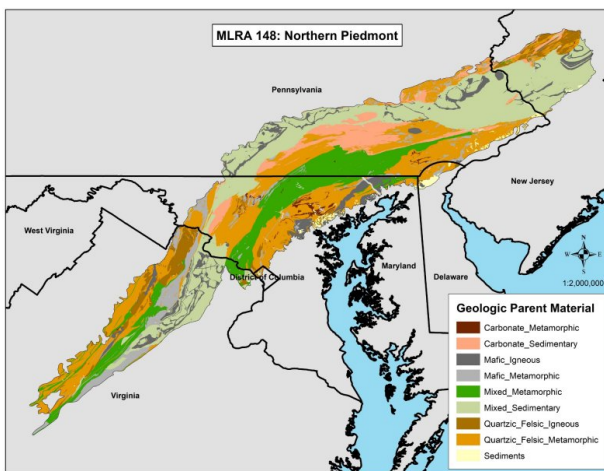 MLRA 148: Northern Piedmont
Pennsylvania
New Jersey
West Virginia
District of Columbia
Maryland
Delaware
Virginia
N
W
E
S
1:2,000,000
Geologic Parent Material
Carbonate_Metamorphic
Carbonate_Sedimentary
Mafic_Igneous
Mafic_Metamorphic
Mixed_Metamorphic
Mixed_Sedimentary
Quartzic_Felsic_Igneous
Quartzic_Felsic_Metamorphic
Sediments